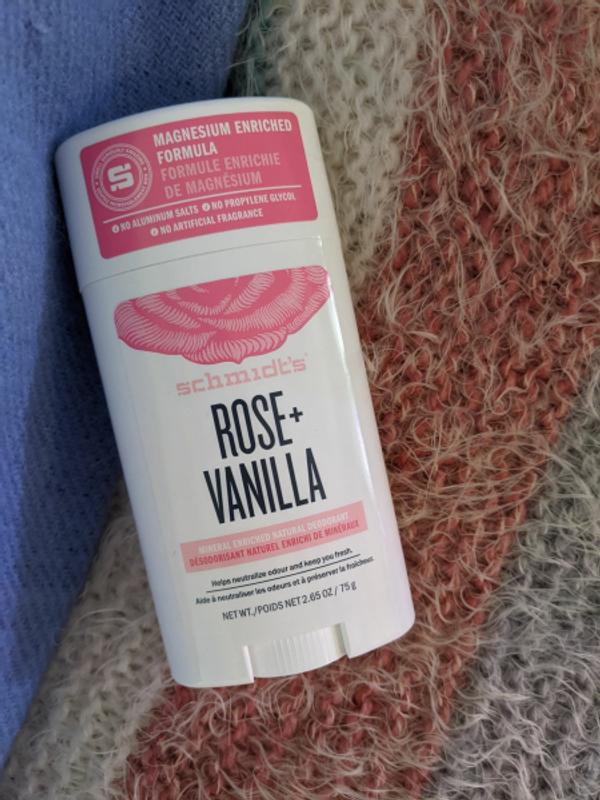 MAGNESIUM ENRICHED
FORMULA
FORMULE ENRICHIE
DE MAGNÉSIUM
NO ALUMINUM SALTS NO PROPYLENE GLYCOL
NO ARTIFICIAL FRAGRANCE
schmidt's
ROSE+
VANILLA
MINERAL ENRICHED NATURAL DEODORANT
DÉSODORISANT NATUREL ENRICHI DE MINÉRAUX
Helps neutralize odour and keep you fresh.
Aide à neutraliser les odeurs et à préserver la fraîcheur.
NET WT./POIDS NET 2.65 OZ / 75 g